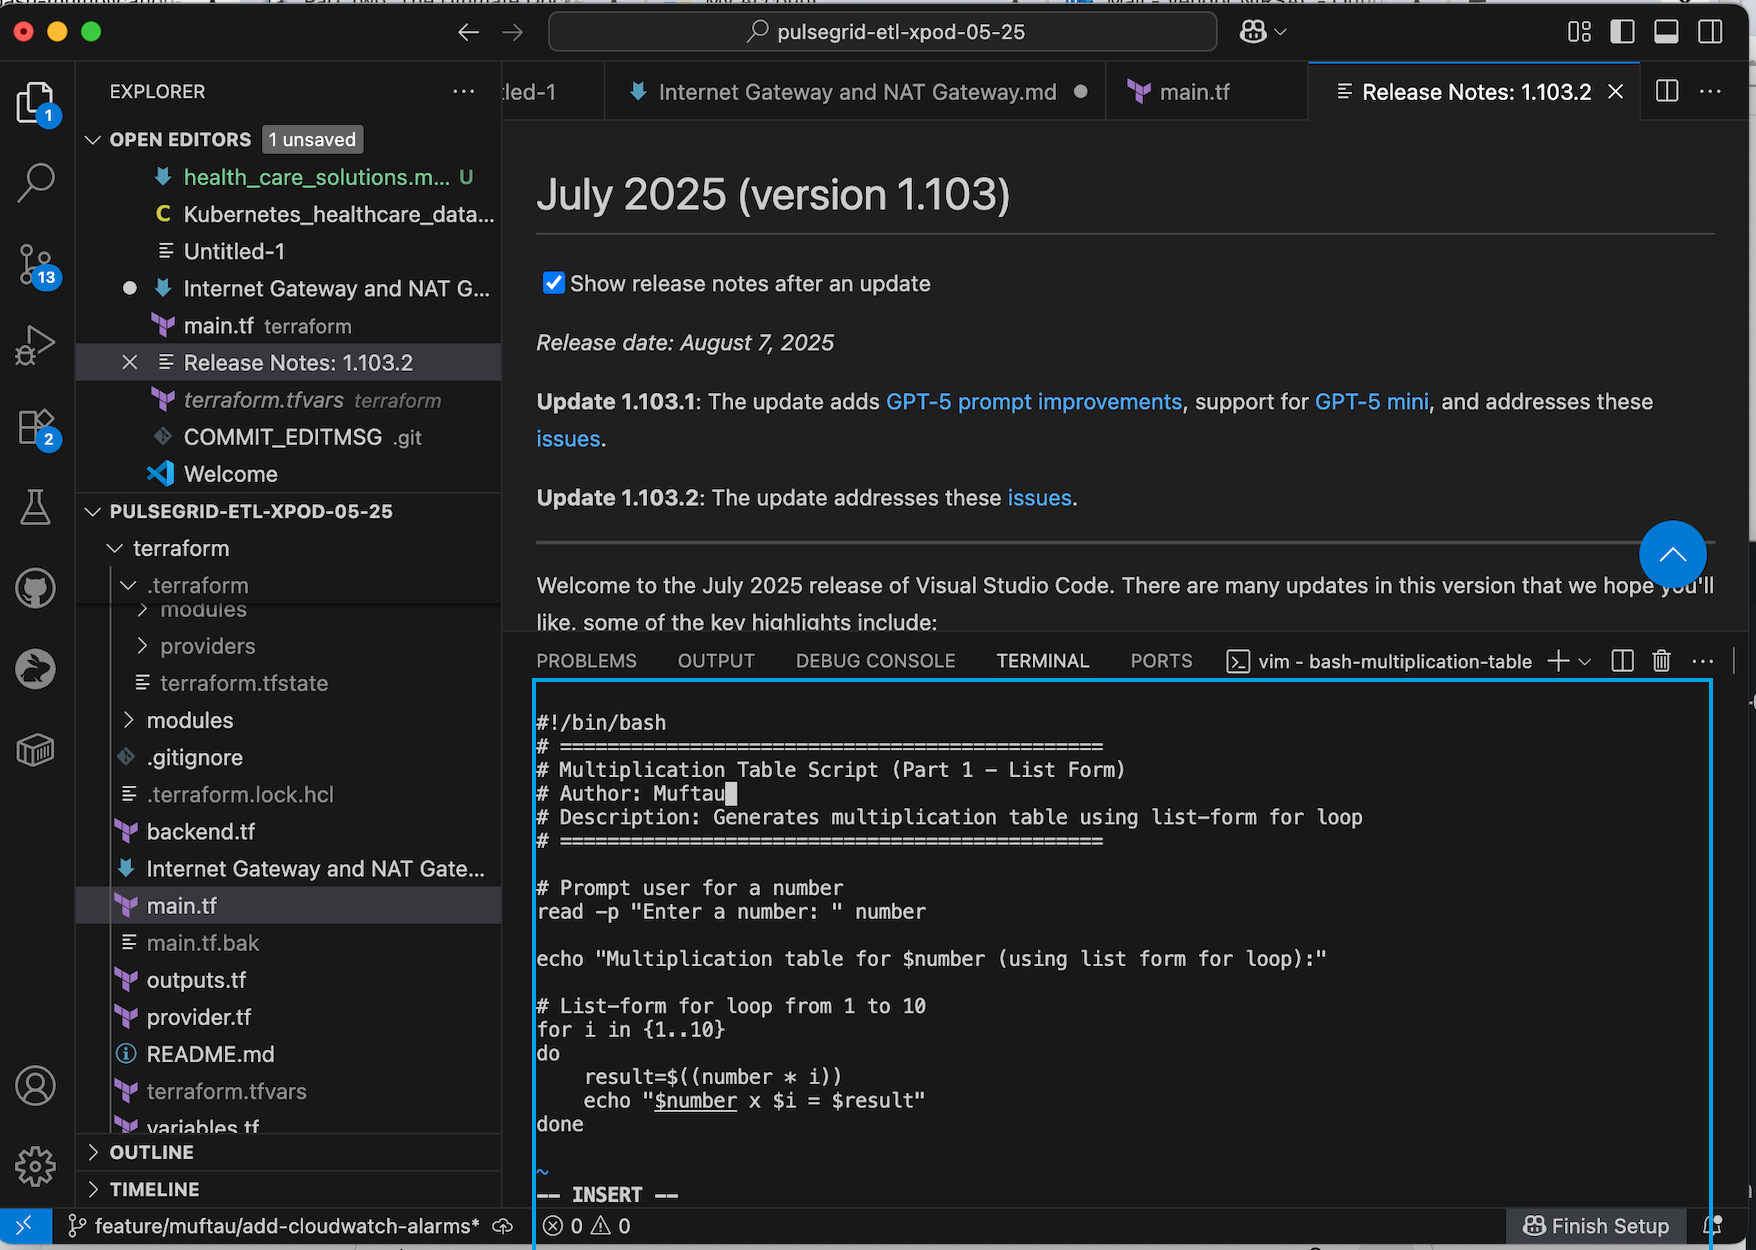 pulsegrid-etl-xpod-05-25
EXPLORER
OPEN EDITORS 1 unsaved
health_care_solutions.m... U
Kubernetes_healthcare_data...
Untitled-1
Internet Gateway and NAT G...
main.tf terraform
Release Notes: 1.103.2
terraform.tfvars terraform
COMMIT_EDITMSG .git
Welcome
PULSEGRID-ETL-XPOD-05-25
terraform
.terraform
modules
providers
terraform.tfstate
modules
.gitignore
.terraform.lock.hcl
backend.tf
Internet Gateway and NAT Gate...
main.tf
main.tf.bak
outputs.tf
provider.tf
README.md
terraform.tfvars
variables.tf
OUTLINE
TIMELINE
1
13
2
tled-1
Internet Gateway and NAT Gateway.md
main.tf
Release Notes: 1.103.2
July 2025 (version 1.103)
Show release notes after an update
Release date: August 7, 2025
Update 1.103.1: The update adds GPT-5 prompt improvements, support for GPT-5 mini, and addresses these
issues.
Update 1.103.2: The update addresses these issues.
Welcome to the July 2025 release of Visual Studio Code. There are many updates in this version that we hope you'll
like, some of the key highlights include:
PROBLEMS OUTPUT DEBUG CONSOLE TERMINAL PORTS vim - bash-multiplication-table
#!/bin/bash
# ==============================================
# Multiplication Table Script (Part 1 - List Form)
# Author: Muftau
# Description: Generates multiplication table using list-form for loop
# ==============================================
# Prompt user for a number
read -p "Enter a number: " number
echo "Multiplication table for $number (using list form for loop):"
# List-form for loop from 1 to 10
for i in {1..10}
do
result=$((number * i))
echo "$number x $i = $result"
done
~
-- INSERT --
feature/muftau/add-cloudwatch-alarms* 0 0 Finish Setup